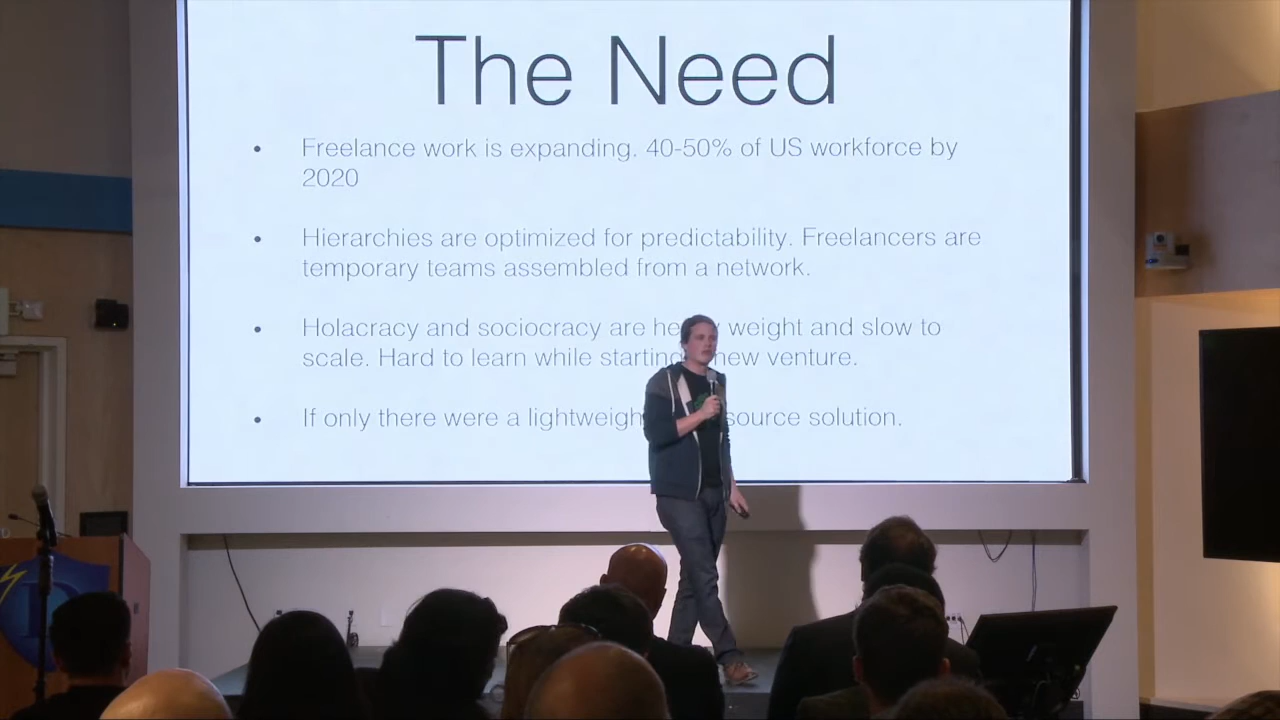 The Need
• Freelance work is expanding. 40-50% of US workforce by
2020
• Hierarchies are optimized for predictability. Freelancers are
temporary teams assembled from a network.
• Holacracy and sociocracy are weight and slow to
scale. Hard to learn while starting new venture.
• If only there were a source solution.